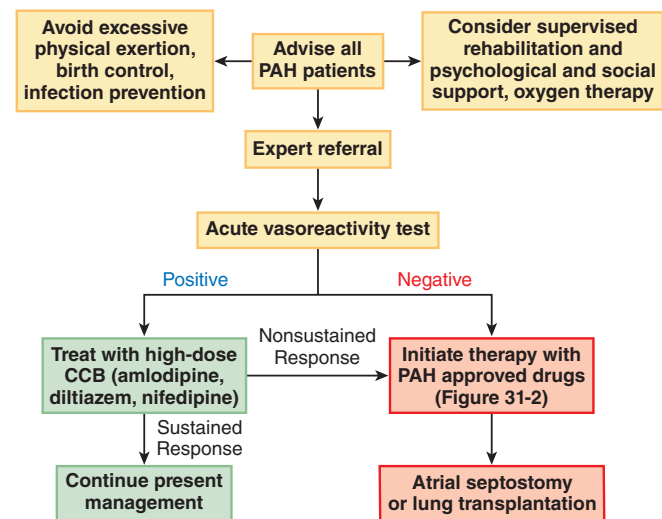 Avoid excessive
physical exertion,
birth control,
infection prevention
Advise all
PAH patients
Consider supervised
rehabilitation and
psychological and social
support, oxygen therapy
Expert referral
Acute vasoreactivity test
Positive
Negative
Treat with high-dose
CCB (amlodipine,
diltiazem, nifedipine)
Nonsustained
Response
Initiate therapy with
PAH approved drugs
(Figure 31-2)
Sustained
Response
Continue present
management
Atrial septostomy
or lung transplantation